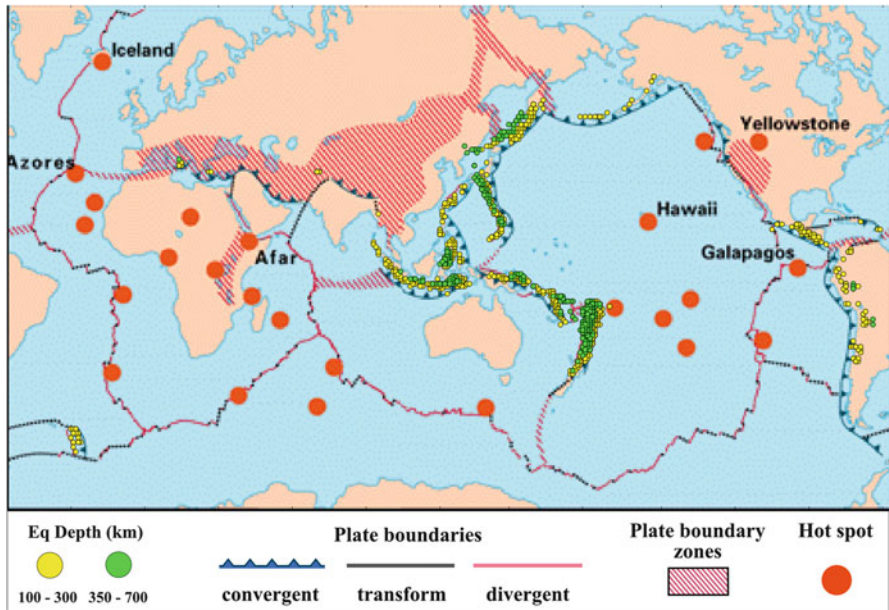 Iceland
Azores
Afar
Yellowstone
Hawaii
Galapagos
Eq Depth (km)
100 - 300
350 - 700
Plate boundaries
convergent
transform
divergent
Plate boundary
zones
Hot spot